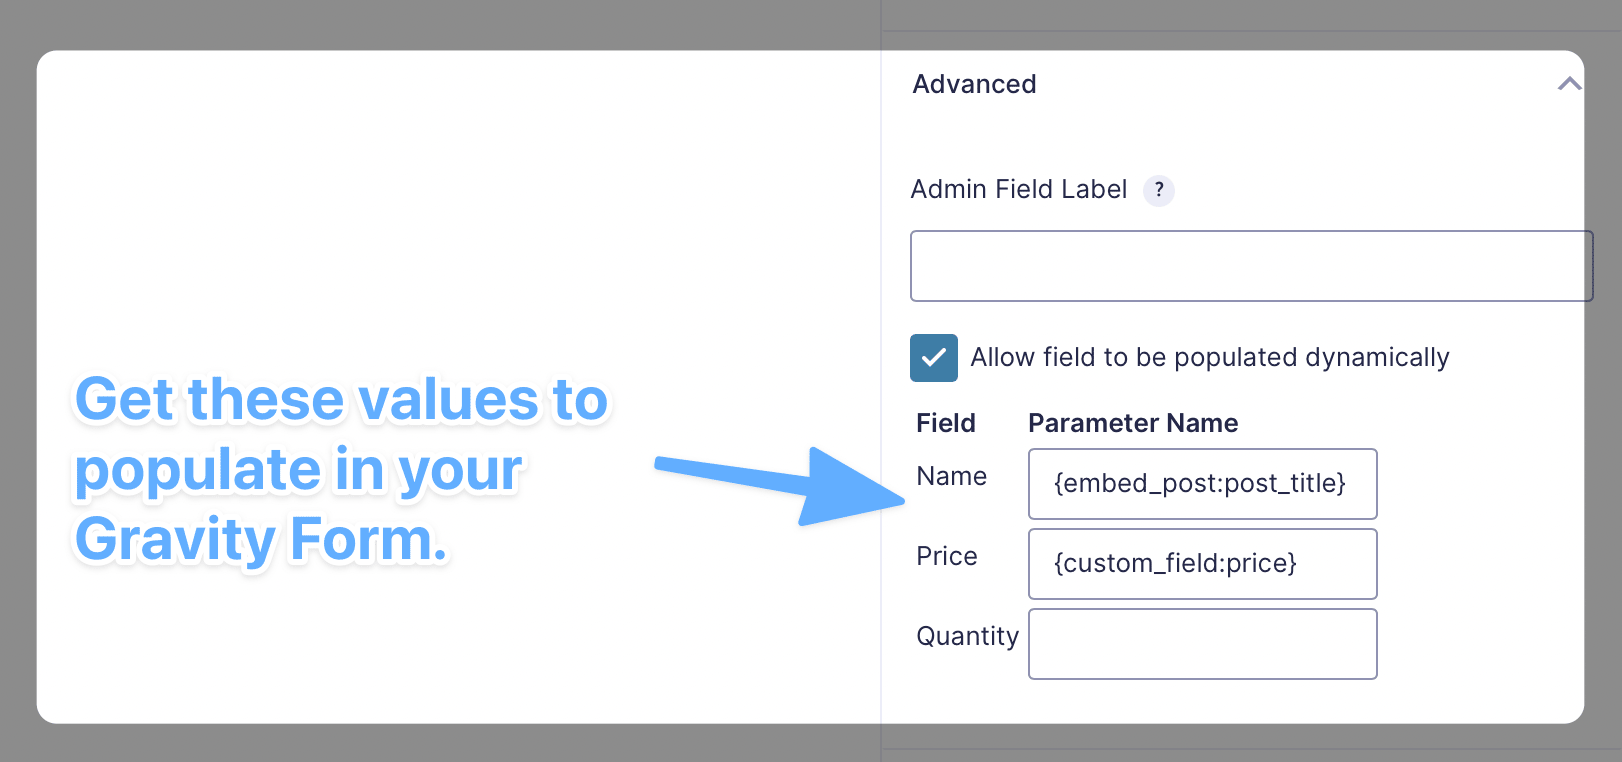 Advanced
Admin Field Label ?
Allow field to be populated dynamically
Field Parameter Name
Name {embed_post:post_title}
Price {custom_field:price}
Quantity
Get these values to
populate in your
Gravity Form.